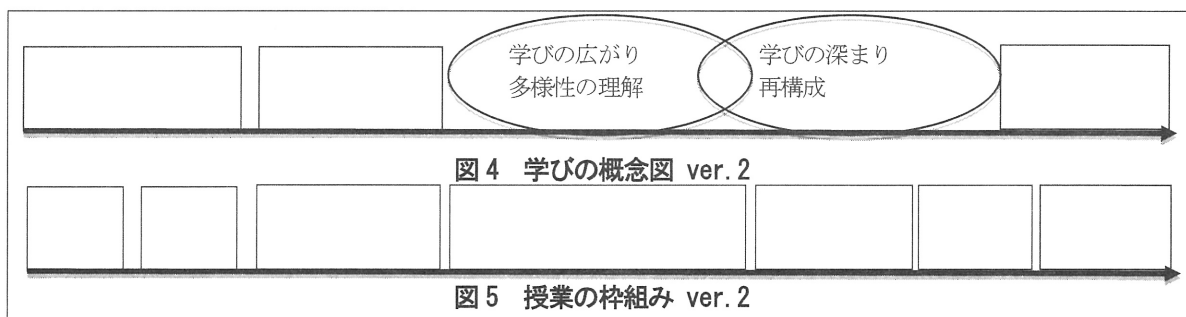 学びの広がり
多様性の理解
学びの深まり
再構成
図4　学びの概念図 ver.2
図5　授業の枠組み ver.2